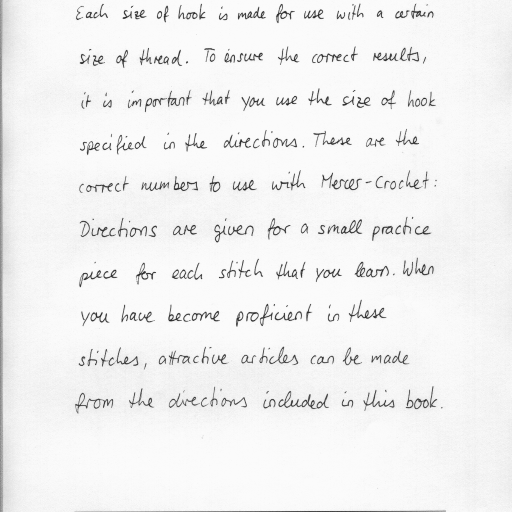 Each size of hook is made for use with a certain
size of thread. To ensure the correct results,
it is important that you use the size of hook
specified in the directions. These are the
correct numbers to use with Mercer-Crochet:
Directions are given for a small practice
piece for each stitch that you learn. When
you have become proficient in these
stitches, attractive articles can be made
from the directions included in this book.